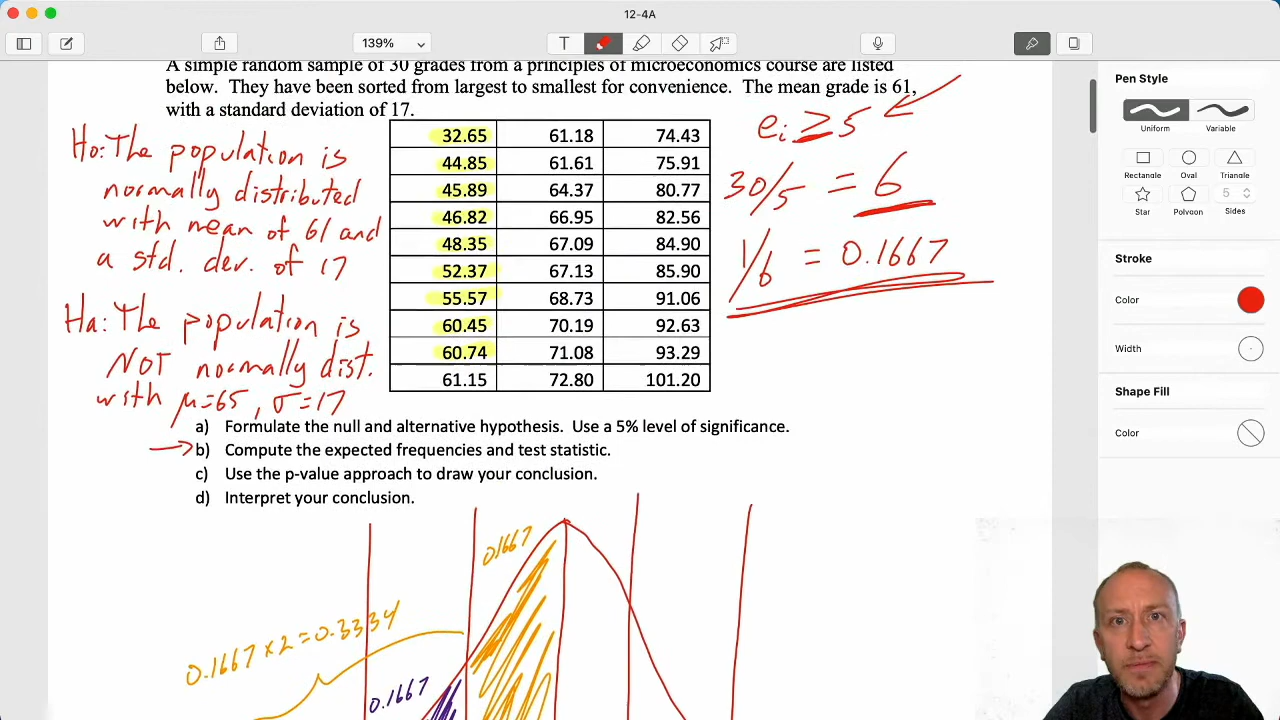 12-4A
139%
T
A simple random sample of 30 grades from a principles of microeconomics course are listed
below. They have been sorted from largest to smallest for convenience. The mean grade is 61,
with a standard deviation of 17.
Ho: The population is
normally distributed
with mean of 61 and
a std. dev. of 17
Ha: The population is
NOT normally dist.
with μ=65, σ=17
32.65 61.18 74.43
44.85 61.61 75.91
45.89 64.37 80.77
46.82 66.95 82.56
48.35 67.09 84.90
52.37 67.13 85.90
55.57 68.73 91.06
60.45 70.19 92.63
60.74 71.08 93.29
61.15 72.80 101.20
ei ≥ 5
30/5 = 6
1/6 = 0.1667
a) Formulate the null and alternative hypothesis. Use a 5% level of significance.
b) Compute the expected frequencies and test statistic.
c) Use the p-value approach to draw your conclusion.
d) Interpret your conclusion.
0.1667
0.1667 x 2 = 0.3334
0.1667
Pen Style
Uniform Variable
Rectangle Oval Triangle
5
Star Polygon Sides
Stroke
Color
Width
Shape Fill
Color